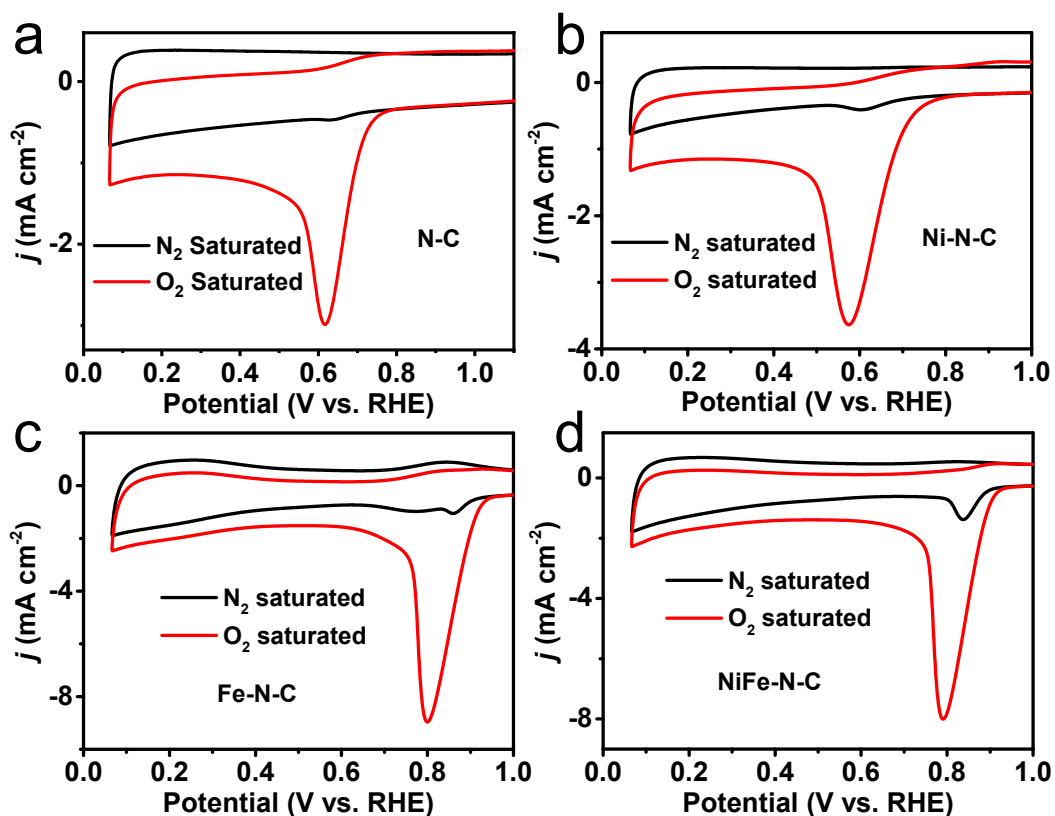 a
j (mA cm-2)
0
-2
N2 Saturated
O2 Saturated
N-C
0.0 0.2 0.4 0.6 0.8 1.0
Potential (V vs. RHE)
b
j (mA cm-2)
0
-2
-4
N2 saturated
O2 saturated
Ni-N-C
0.0 0.2 0.4 0.6 0.8 1.0
Potential (V vs. RHE)
c
j (mA cm-2)
0
-4
-8
N2 saturated
O2 saturated
Fe-N-C
0.0 0.2 0.4 0.6 0.8 1.0
Potential (V vs. RHE)
d
j (mA cm-2)
0
-4
-8
N2 saturated
O2 saturated
NiFe-N-C
0.0 0.2 0.4 0.6 0.8 1.0
Potential (V vs. RHE)